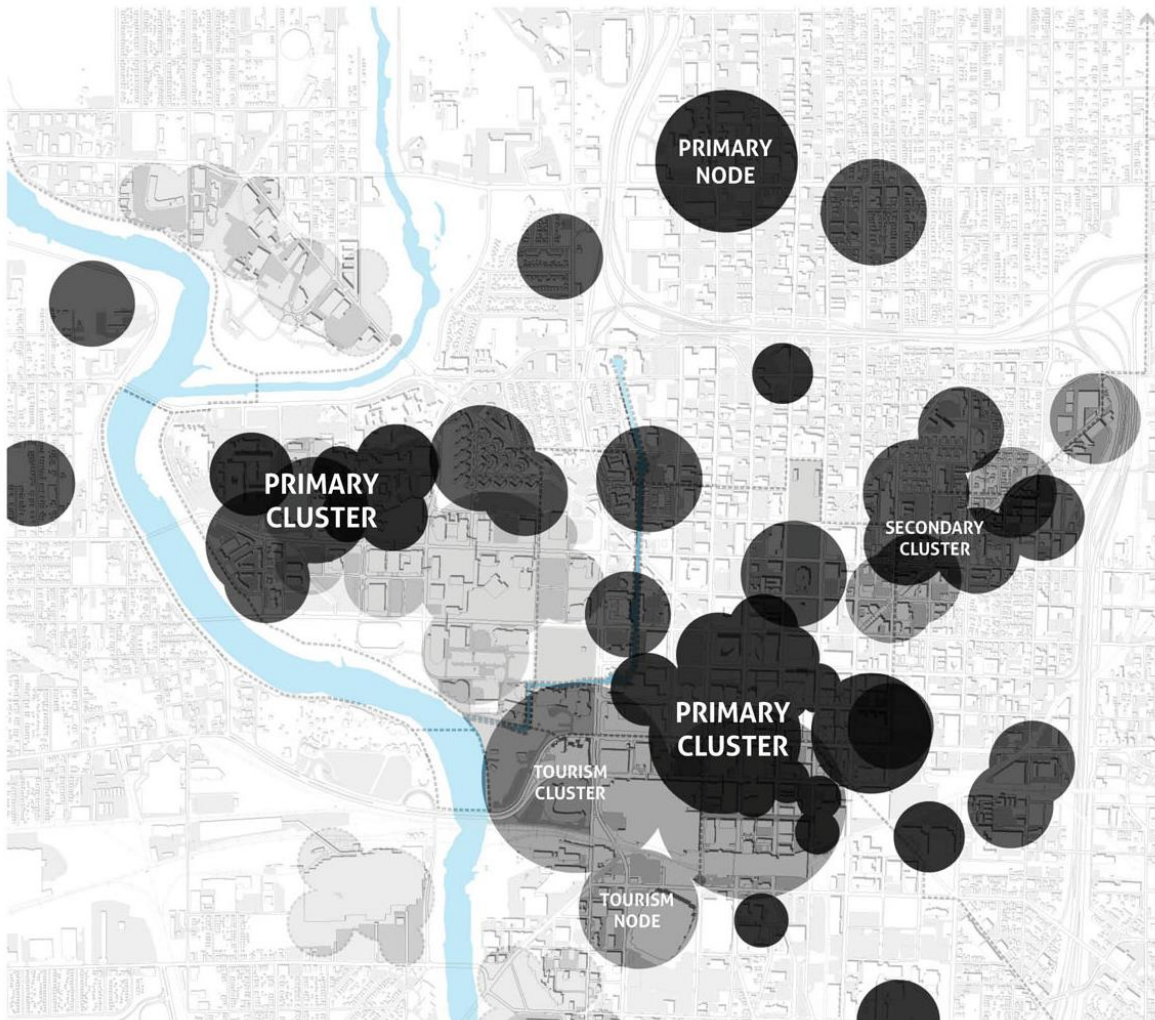 PRIMARY
NODE
PRIMARY
CLUSTER
SECONDARY
CLUSTER
PRIMARY
CLUSTER
TOURISM
CLUSTER
TOURISM
NODE